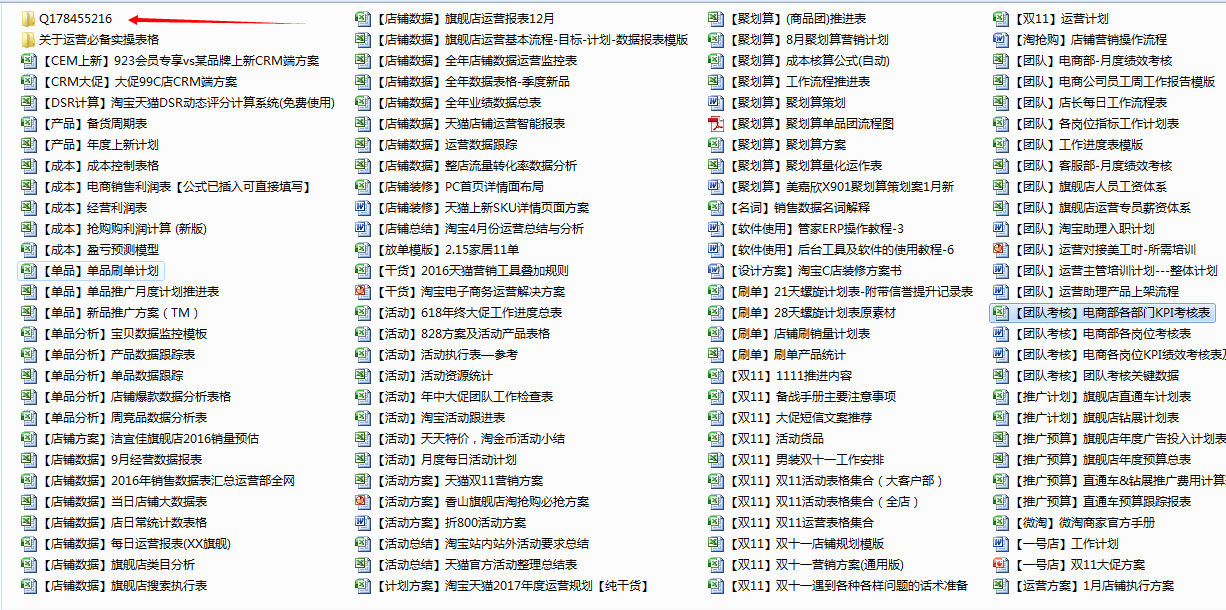 Q178455216
关于运营必备实操表格
【CEM上新】923会员专享vs某品牌上新CRM端方案
【CRM大促】大促99C店CRM端方案
【DSR计算】淘宝天猫DSR动态评分计算系统(免费使用)
【产品】备货周期表
【产品】年度上新计划
【成本】成本控制表格
【成本】电商销售利润表【公式已插入可直接填写】
【成本】经营利润表
【成本】抢购购利润计算 (新版)
【成本】盈亏预测模型
【单品】单品刷单计划
【单品】单品推广月度计划推进表
【单品】新品推广方案（TM ）
【单品分析】宝贝数据监控模板
【单品分析】产品数据跟踪表
【单品分析】单品数据跟踪
【单品分析】店铺爆款数据分析表格
【单品分析】周竞品数据分析表
【店铺方案】洁宜佳旗舰店2016销量预估
【店铺数据】9月经营数据报表
【店铺数据】2016年销售数据表汇总运营部全网
【店铺数据】当日店铺大数据表
【店铺数据】店日常统计数表格
【店铺数据】每日运营报表(XX旗舰)
【店铺数据】旗舰店类目分析
【店铺数据】旗舰店搜索执行表
【店铺数据】旗舰店运营报表12月
【店铺数据】旗舰店运营基本流程-目标-计划-数据报表模版
【店铺数据】全年店铺数据运营监控表
【店铺数据】全年数据表格-季度新品
【店铺数据】全年业绩数据总表
【店铺数据】天猫店铺运营智能报表
【店铺数据】运营数据跟踪
【店铺数据】整店流量转化率数据分析
【店铺装修】PC首页详情面布局
【店铺装修】天猫上新SKU详情页面方案
【店铺总结】淘宝4月份运营总结与分析
【放单模版】2.15家居11单
【干货】2016天猫营销工具叠加规则
【干货】淘宝电子商务运营解决方案
【活动】618年终大促工作进度总表
【活动】828方案及活动产品表格
【活动】活动执行表—参考
【活动】活动资源统计
【活动】年中大促团队工作检查表
【活动】淘宝活动跟进表
【活动】天天特价，淘金币活动小结
【活动】月度每日活动计划
【活动方案】天猫双11营销方案
【活动方案】香山旗舰店淘抢购必抢方案
【活动方案】折800活动方案
【活动总结】淘宝站内站外活动要求总结
【活动总结】天猫官方活动整理总结表
【计划方案】淘宝天猫2017年度运营规划【纯干货】
【聚划算】(商品团)推进表
【聚划算】8月聚划算营销计划
【聚划算】成本核算公式(自动)
【聚划算】工作流程推进表
【聚划算】聚划算策划
【聚划算】聚划算单品团流程图
【聚划算】聚划算方案
【聚划算】聚划算量化运作表
【聚划算】美嘉欣X901聚划算策划案1月新
【名词】销售数据名词解释
【软件使用】管家ERP操作教程-3
【软件使用】后台工具及软件的使用教程-6
【设计方案】淘宝C店装修方案书
【刷单】21天螺旋计划表-附带信誉提升记录表
【刷单】28天螺旋计划表原素材
【刷单】店铺刷销量计划表
【刷单】刷单产品统计
【双11】1111推进内容
【双11】备战手册主要注意事项
【双11】大促短信文案推荐
【双11】活动货品
【双11】男装双十一工作安排
【双11】双11活动表格集合（大客户部）
【双11】双11活动表格集合（全店）
【双11】双11运营表格集合
【双11】双十一店铺规划模版
【双11】双十一营销方案(通用版)
【双11】双十一遇到各种各样问题的话术准备
【双11】运营计划
【淘抢购】店铺营销操作流程
【团队】电商部-月度绩效考核
【团队】电商公司员工周工作报告模版
【团队】店长每日工作流程表
【团队】各岗位指标工作计划表
【团队】工作进度表模版
【团队】客服部-月度绩效考核
【团队】旗舰店人员工资体系
【团队】旗舰店运营专员薪资体系
【团队】淘宝助理入职计划
【团队】运营对接美工时-所需培训
【团队】运营主管培训计划---整体计划
【团队】运营助理产品上架流程
【团队考核】电商部各部门KPI考核表
【团队考核】电商部各岗位考核表
【团队考核】电商各岗位KPI绩效考核表及
【团队考核】团队考核关键数据
【推广计划】旗舰店直通车计划表
【推广计划】旗舰店钻展计划表
【推广预算】旗舰店年度广告投入计划表
【推广预算】旗舰店年度预算总表
【推广预算】直通车&钻展推广费用计算
【推广预算】直通车预算跟踪报表
【微淘】微淘商家官方手册
【一号店】工作计划
【一号店】双11大促方案
【运营方案】1月店铺执行方案